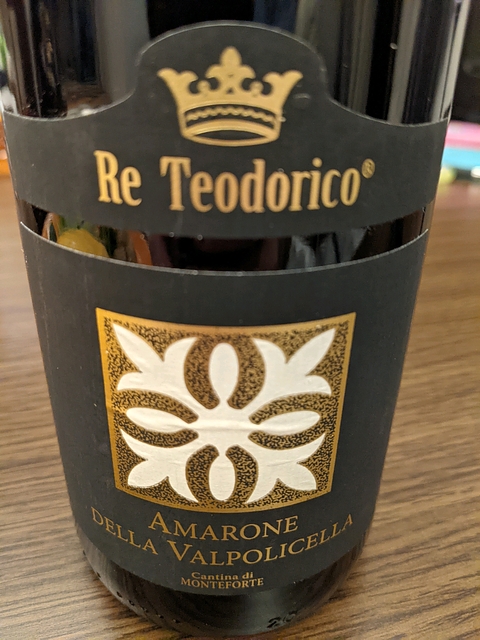 Re Teodorico®
AMARONE
DELLA VALPOLICELLA
Cantina di
MONTEFORTE